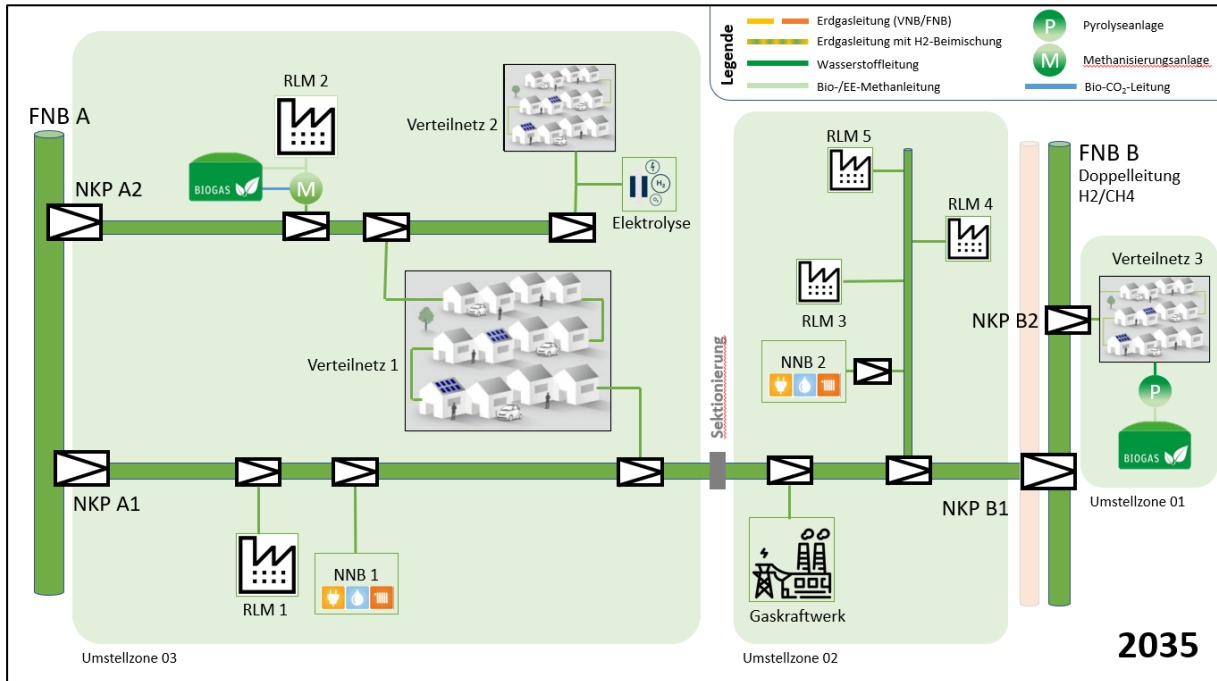 Legende
Erdgasleitung (VNB/FNB)
Erdgasleitung mit H2-Beimischung
Wasserstoffleitung
Bio-/EE-Methanleitung
P
Pyrolyseanlage
M
Methanisierungsanlage
Bio-CO₂-Leitung
FNB A
NKP A2
RLM 2
BIOGAS
M
Verteilnetz 2
H₂
O₂
Elektrolyse
Verteilnetz 1
NKP A1
RLM 1
NNB 1
Umstellzone 03
Sektionierung
RLM 5
RLM 4
RLM 3
NNB 2
Gaskraftwerk
NKP B1
Umstellzone 02
FNB B
Doppelleitung
H2/CH4
NKP B2
Verteilnetz 3
P
BIOGAS
Umstellzone 01
2035